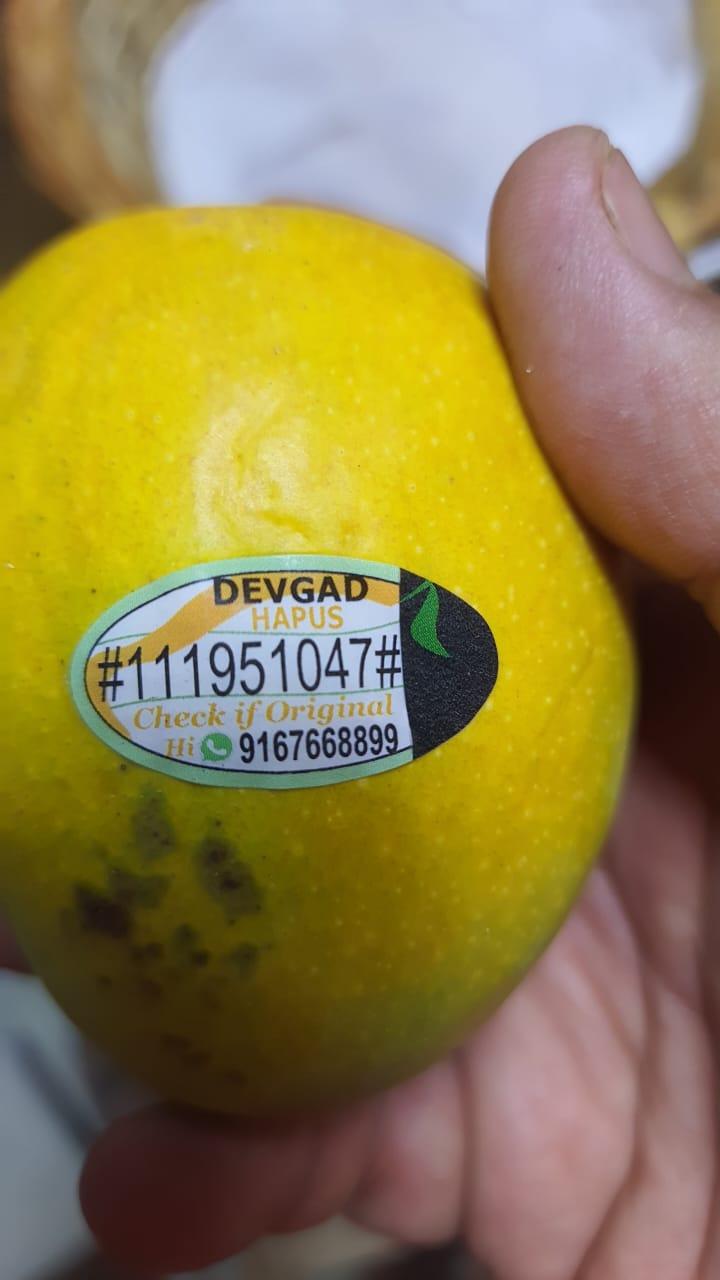 DEVGAD
HAPUS
#111951047#
Check if Original
Hi 9167668899